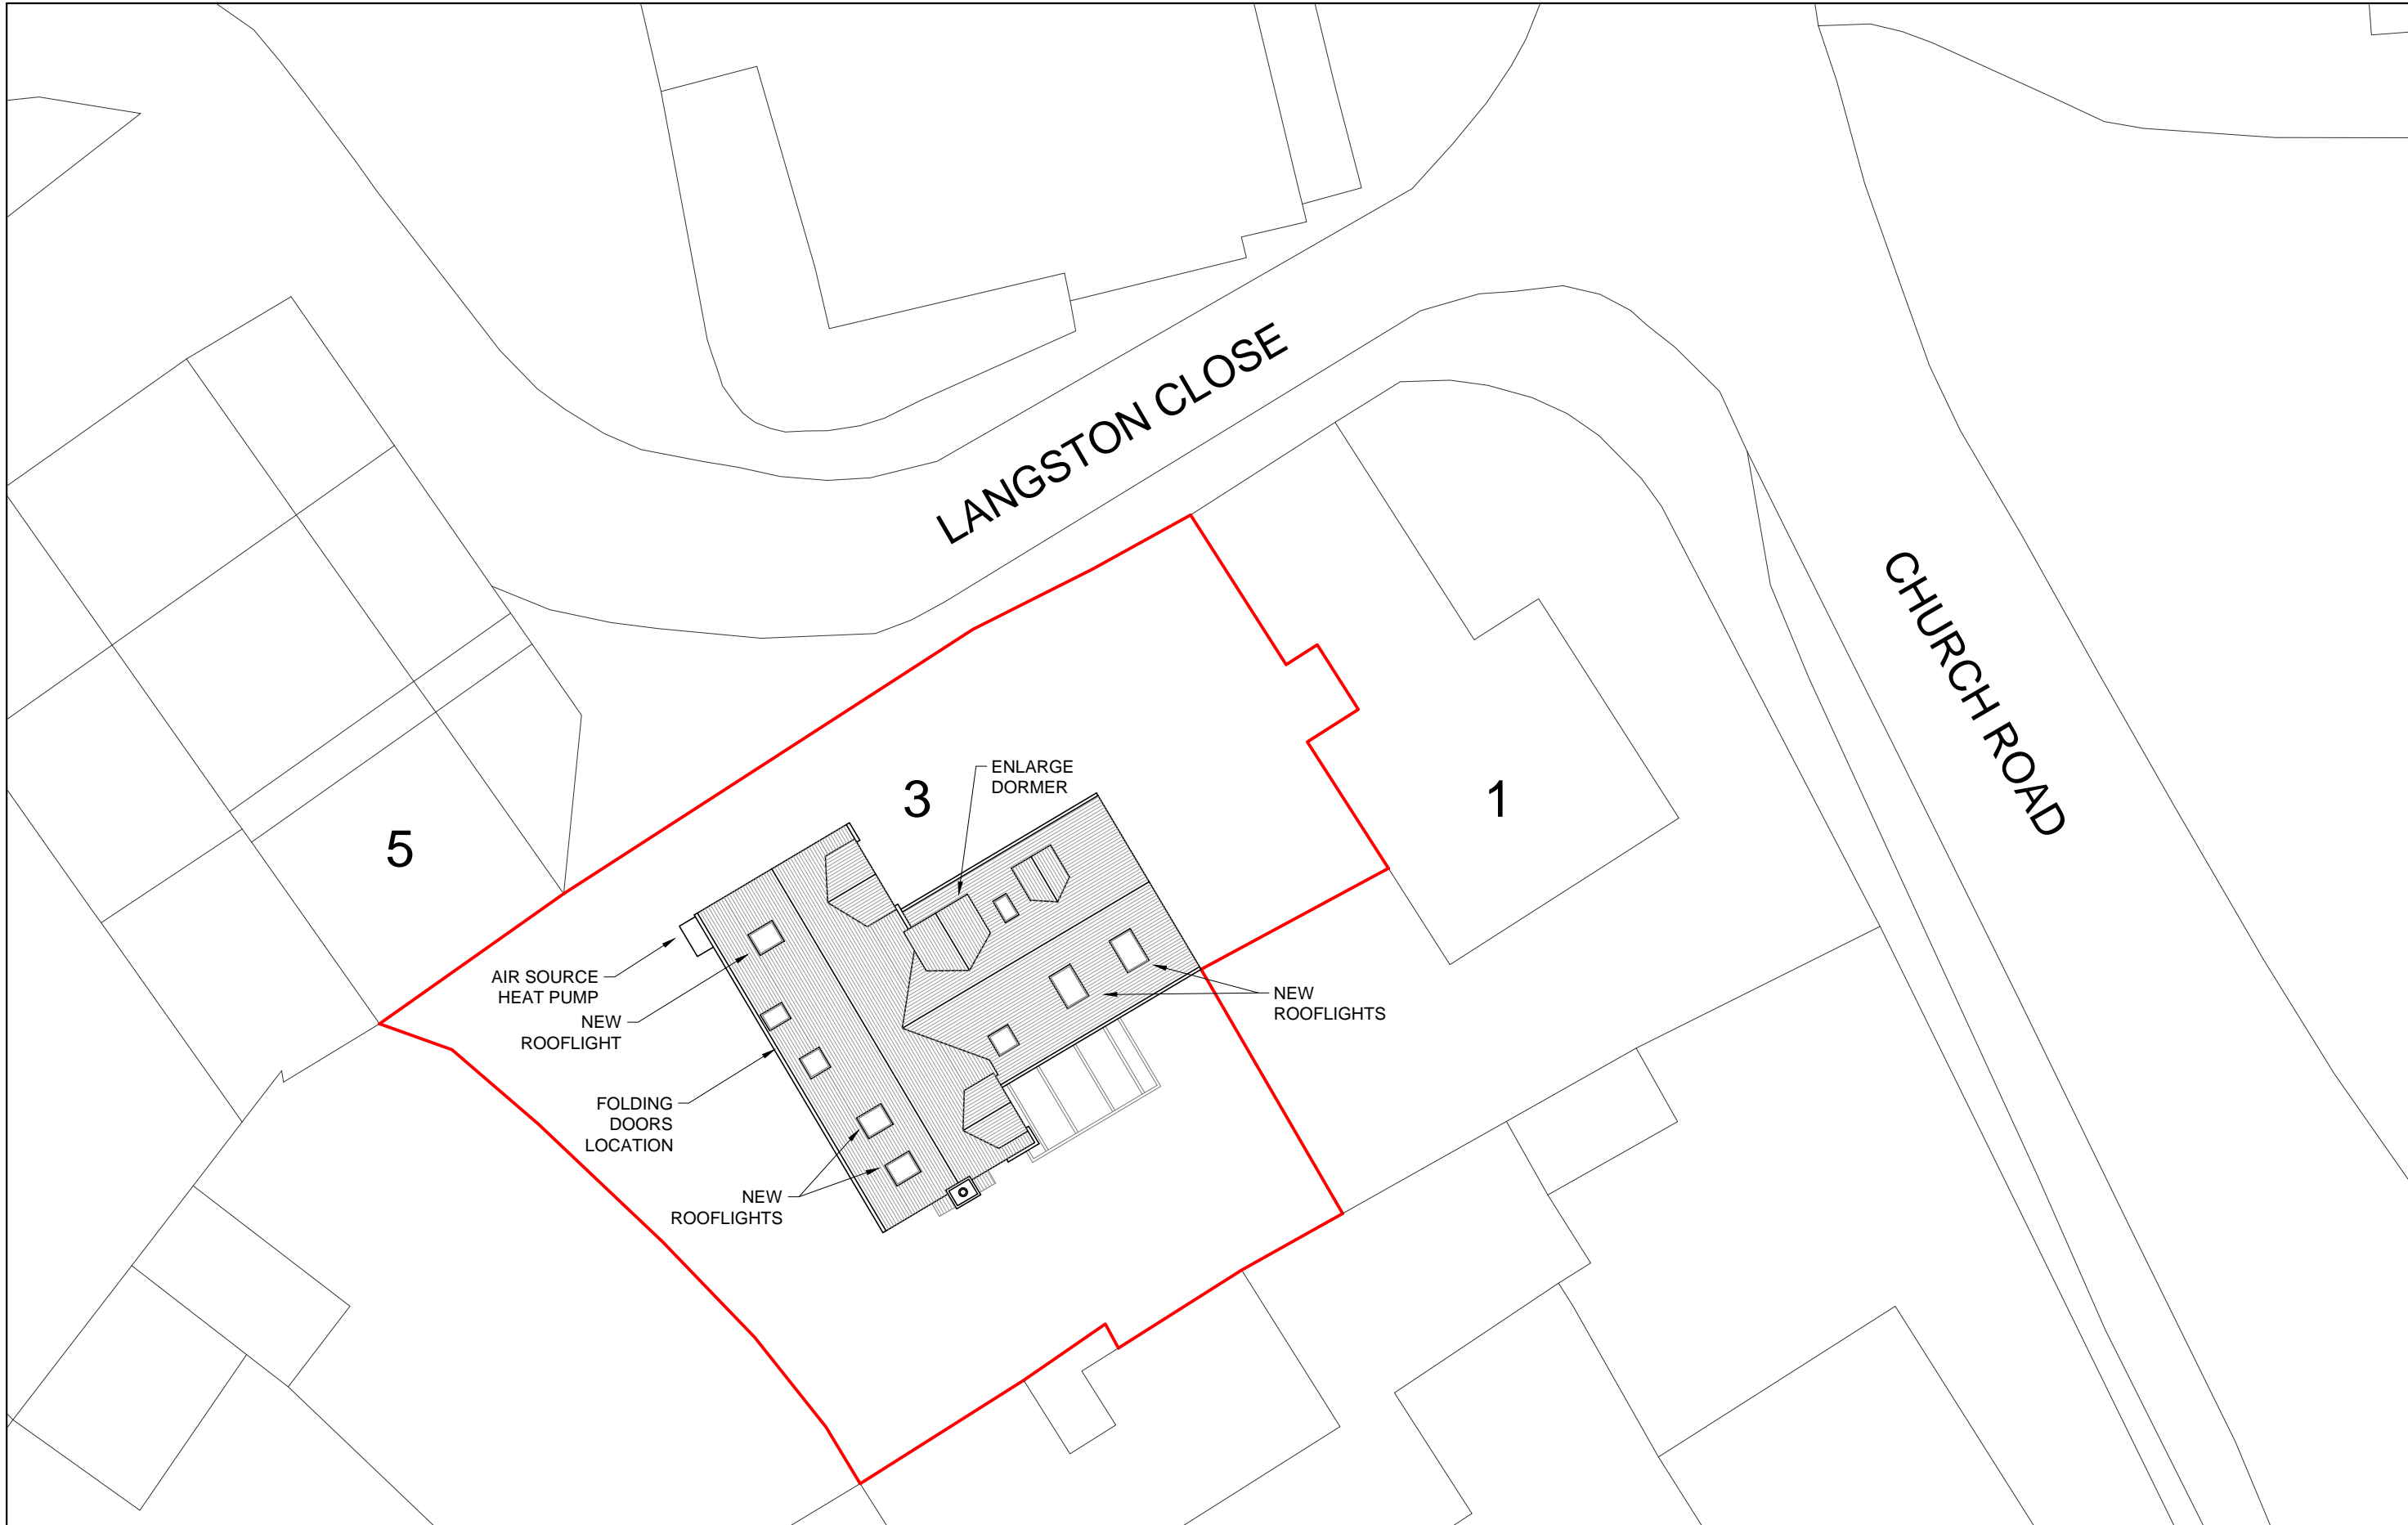 LANGSTON CLOSE
CHURCH ROAD
3
ENLARGE
DORMER
1
5
AIR SOURCE
HEAT PUMP
NEW
ROOFLIGHT
NEW
ROOFLIGHTS
FOLDING
DOORS
LOCATION
NEW
ROOFLIGHTS